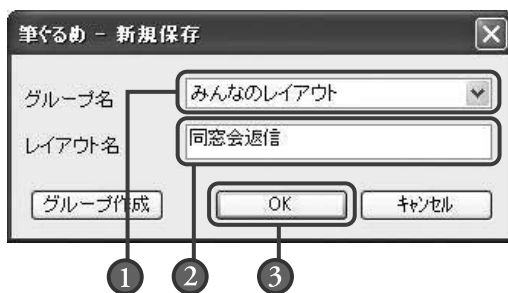 筆ぐるめ - 新規保存
グループ名 みんなのレイアウト
レイアウト名 同窓会返信
グループ作成 OK キャンセル
1 2 3